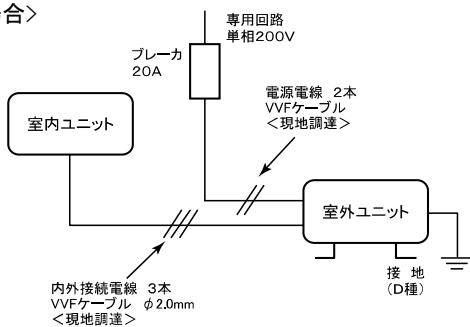 合＞
専用回路
単相200V
ブレーカ
20A
電源電線 2本
VVFケーブル
＜現地調達＞
室内ユニット
室外ユニット
接 地
(D種)
内外接続電線 3本
VVFケーブル φ2.0mm
＜現地調達＞